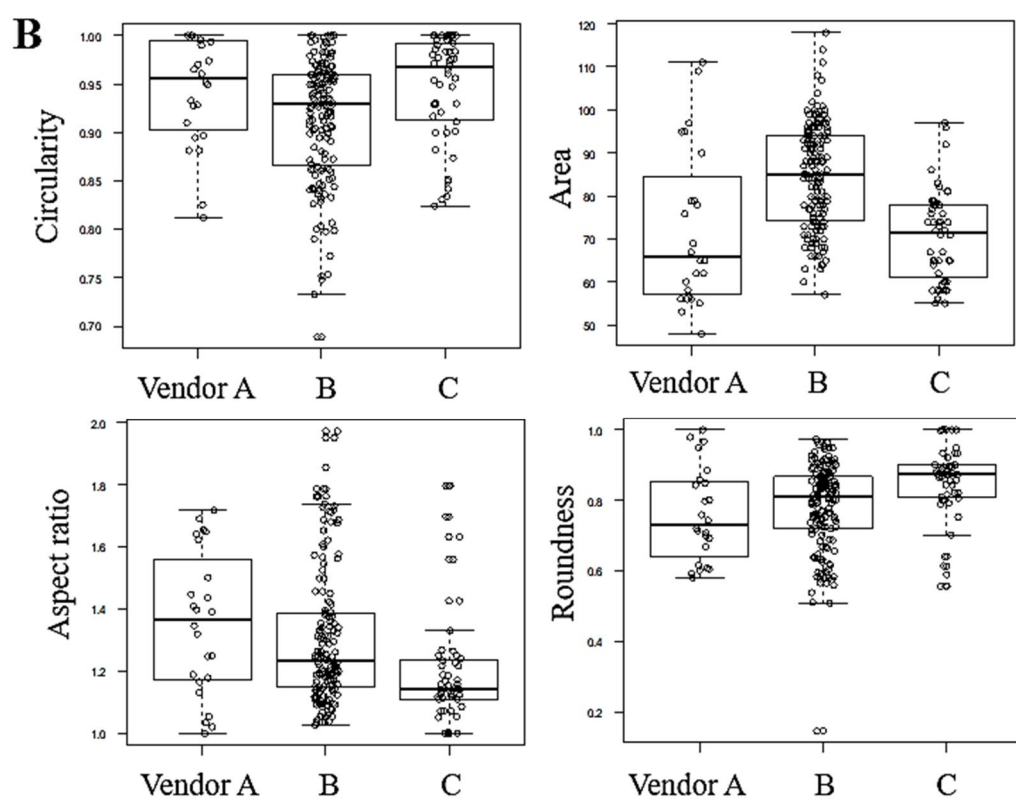 B
Circularity
1.00
0.95
0.90
0.85
0.80
0.75
0.70
Vendor A B C
Area
120
110
100
90
80
70
60
50
Vendor A B C
Aspect ratio
2.0
1.8
1.6
1.4
1.2
1.0
Vendor A B C
Roundness
1.0
0.8
0.6
0.4
0.2
Vendor A B C